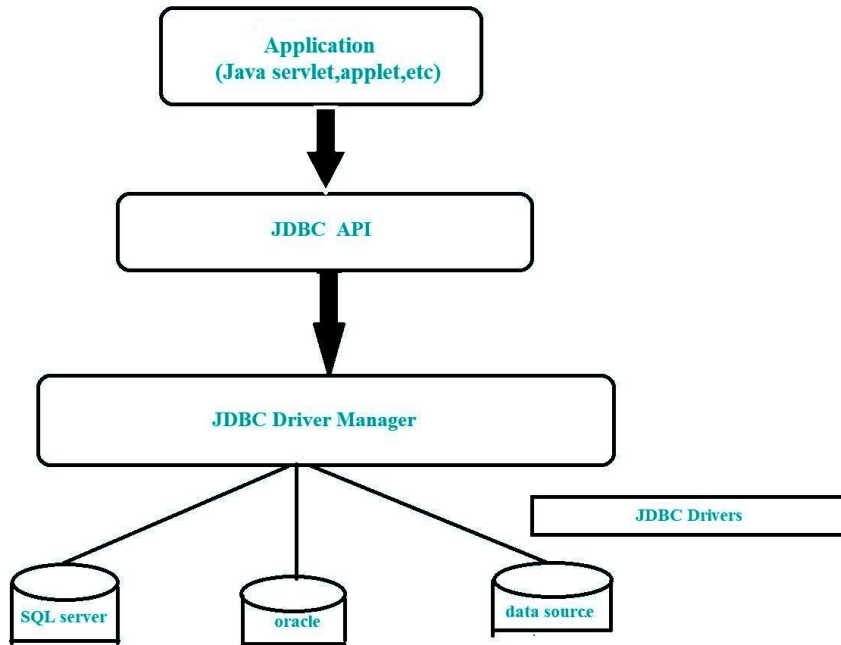 Application
(Java servlet,applet,etc)
JDBC API
JDBC Driver Manager
JDBC Drivers
SQL server
oracle
data source